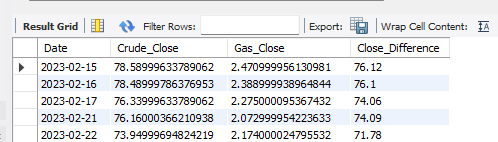 Result Grid Filter Rows: Export: Wrap Cell Content:
Date Crude_Close Gas_Close Close_Difference
2023-02-15 78.58999633789062 2.470999956130981 76.12
2023-02-16 78.48999786376953 2.388999938964844 76.1
2023-02-17 76.33999633789062 2.275000095367432 74.06
2023-02-21 76.16000366210938 2.072999954223633 74.09
2023-02-22 73.94999694824219 2.174000024795532 71.78